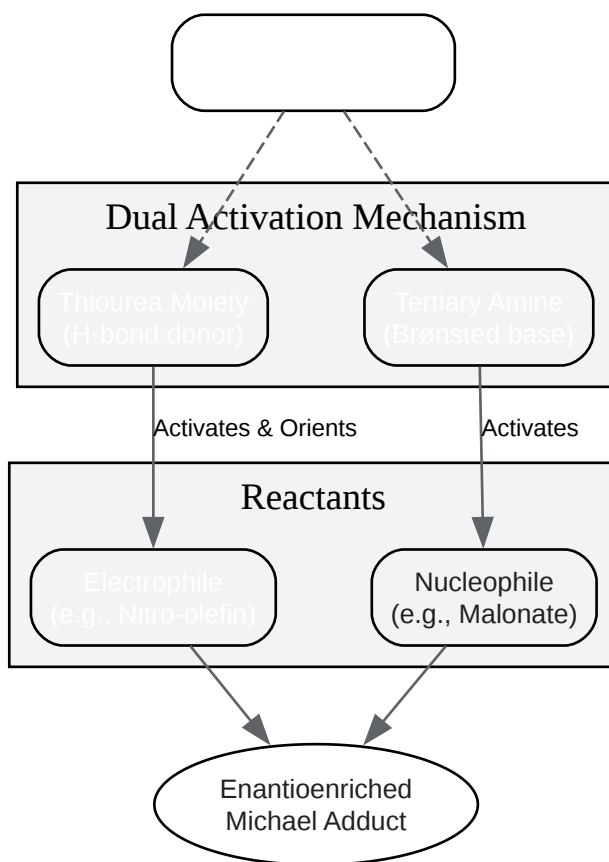 Dual Activation Mechanism
Thiourea Moiety
(H-bond donor)
Tertiary Amine
(Brønsted base)
Activates & Orients
Activates
Reactants
Electrophile
(e.g., Nitro-olefin)
Nucleophile
(e.g., Malonate)
Enantioenriched
Michael Adduct